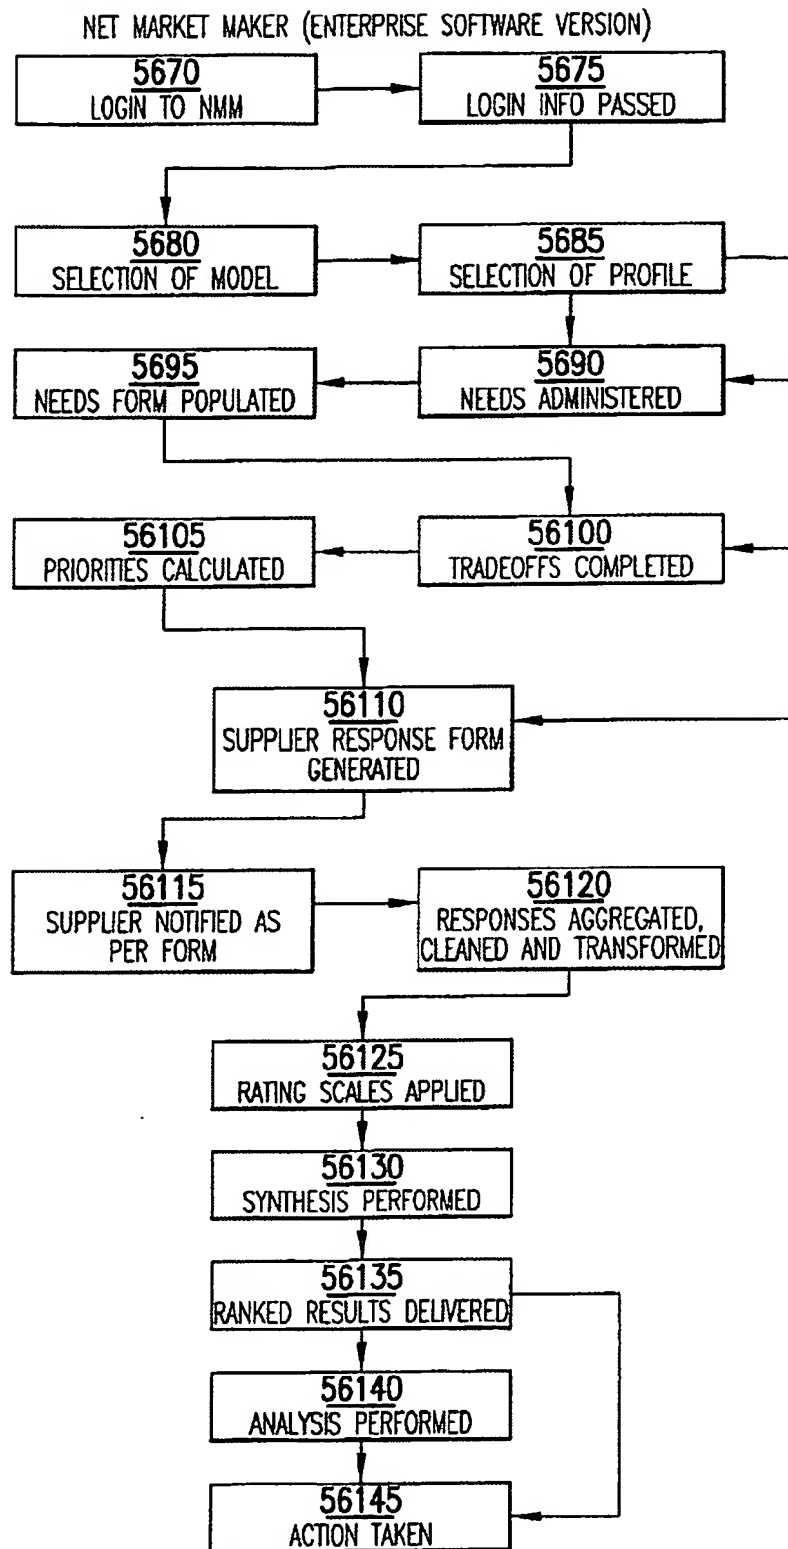 NET MARKET MAKER (ENTERPRISE SOFTWARE VERSION)
5670
LOGIN TO NMM
5675
LOGIN INFO PASSED
5680
SELECTION OF MODEL
5685
SELECTION OF PROFILE
5695
NEEDS FORM POPULATED
5690
NEEDS ADMINISTERED
56105
PRIORITIES CALCULATED
56100
TRADEOFFS COMPLETED
56110
SUPPLIER RESPONSE FORM
GENERATED
56115
SUPPLIER NOTIFIED AS
PER FORM
56120
RESPONSES AGGREGATED,
CLEANED AND TRANSFORMED
56125
RATING SCALES APPLIED
56130
SYNTHESIS PERFORMED
56135
RANKED RESULTS DELIVERED
56140
ANALYSIS PERFORMED
56145
ACTION TAKEN